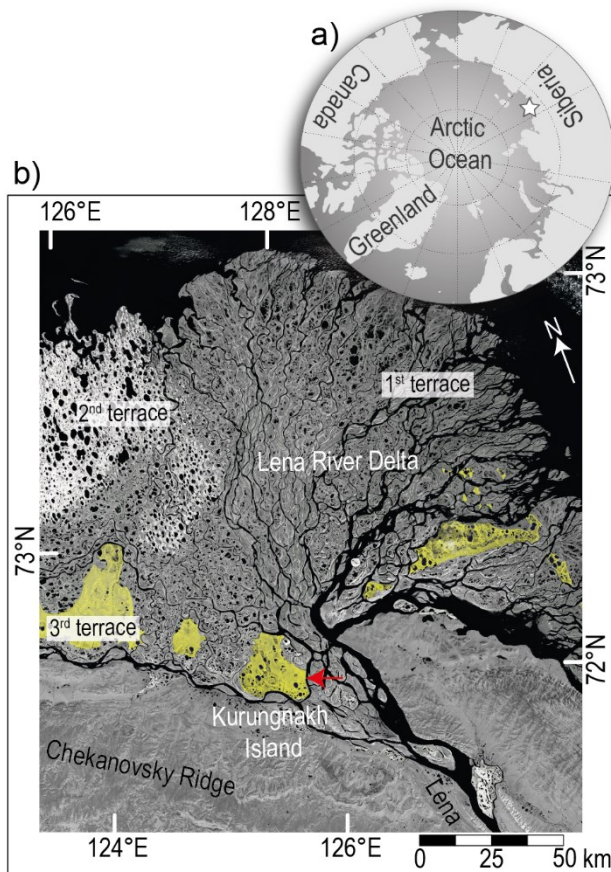 a)
Canada
Siberia
Arctic
Ocean
Greenland
b)
126°E
128°E
73°N
N
1st terrace
2nd terrace
Lena River Delta
73°N
3rd terrace
72°N
Kurungnakh
Island
Chekanovsky Ridge
Lena
124°E
126°E
0 25 50 km